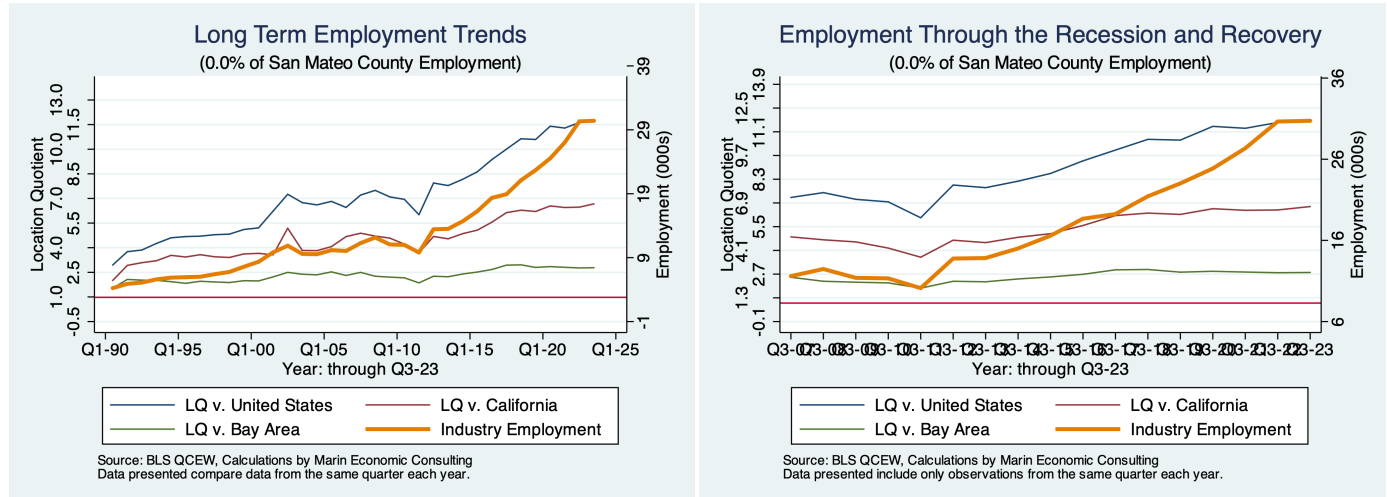 Long Term Employment Trends
(0.0% of San Mateo County Employment)
Location Quotient
13.0
11.5
10.0
8.5
7.0
5.5
4.0
2.5
1.0
-0.5
39
29
19
9
-1
Employment (000s)
Q1-90 Q1-95 Q1-00 Q1-05 Q1-10 Q1-15 Q1-20 Q1-25
Year: through Q3-23
LQ v. United States LQ v. California
LQ v. Bay Area Industry Employment
Source: BLS QCEW, Calculations by Marin Economic Consulting
Data presented compare data from the same quarter each year.
Employment Through the Recession and Recovery
(0.0% of San Mateo County Employment)
Location Quotient
13.9
12.5
11.1
9.7
8.3
6.9
5.5
4.1
2.7
1.3
-0.1
36
26
16
6
Employment (000s)
Year: through Q3-23
LQ v. United States LQ v. California
LQ v. Bay Area Industry Employment
Source: BLS QCEW, Calculations by Marin Economic Consulting
Data presented include only observations from the same quarter each year.